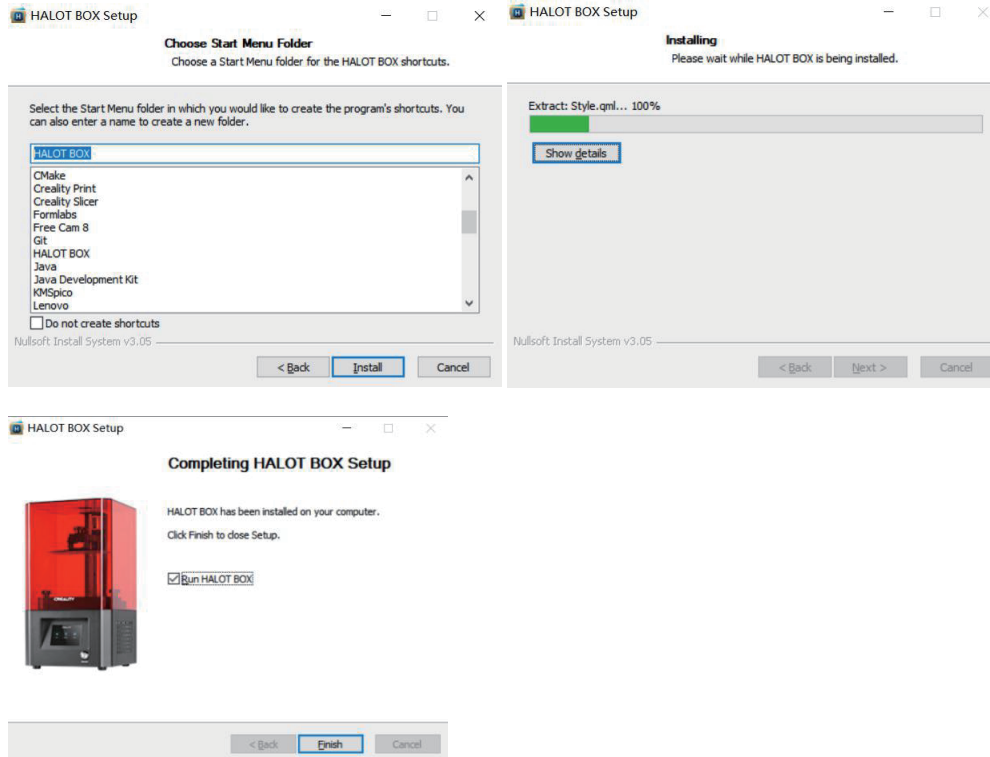 HALOT BOX Setup
Choose Start Menu Folder
Choose a Start Menu folder for the HALOT BOX shortcuts.
Select the Start Menu folder in which you would like to create the program's shortcuts. You
can also enter a name to create a new folder.
HALOT BOX
CMake
Creality Print
Creality Slicer
Formlabs
Free Cam 8
Git
HALOT BOX
Java
Java Development Kit
KMSpico
Lenovo
Do not create shortcuts
Nullsoft Install System v3.05
< Back
Install
Cancel
HALOT BOX Setup
Installing
Please wait while HALOT BOX is being installed.
Extract: Style.qml... 100%
Show details
Nullsoft Install System v3.05
< Back
Next >
Cancel
HALOT BOX Setup
Completing HALOT BOX Setup
HALOT BOX has been installed on your computer.
Click Finish to close Setup.
Run HALOT BOX
CREALITY
< Back
Finish
Cancel